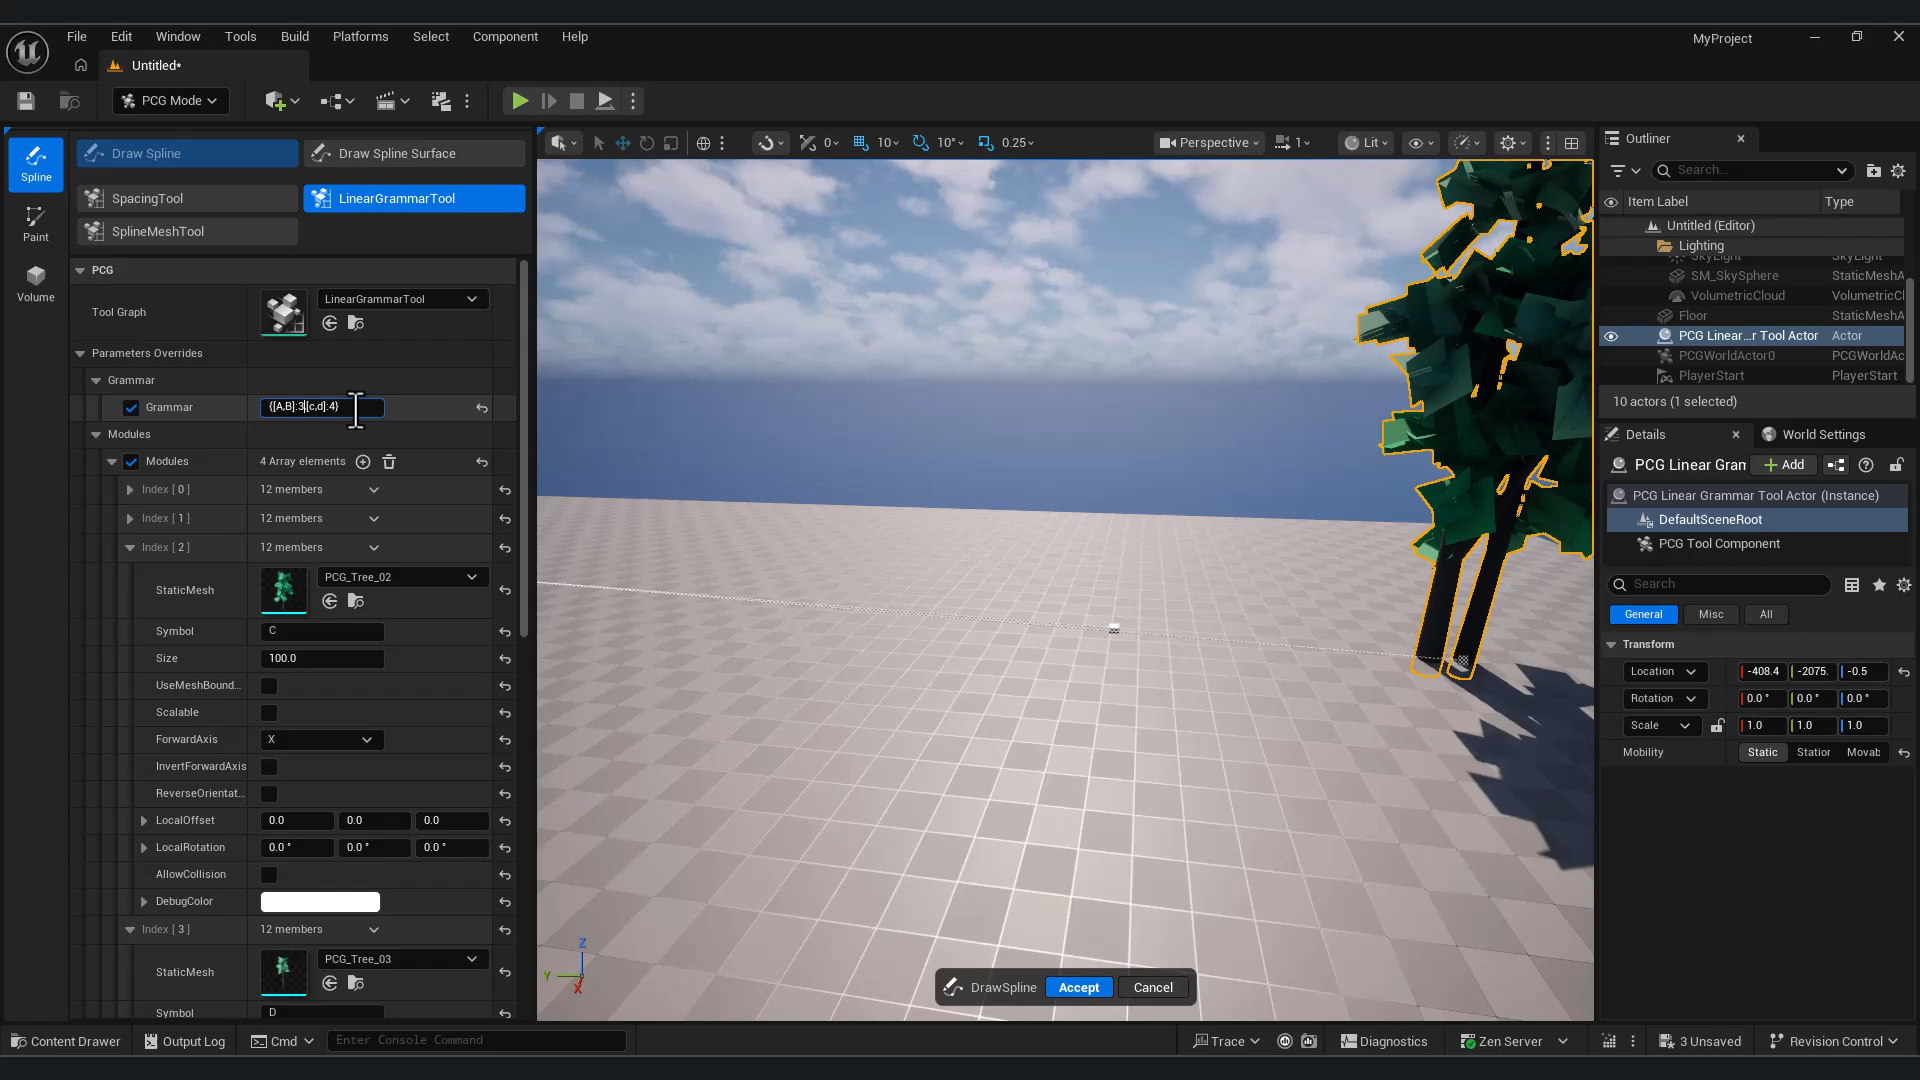 File Edit Window Tools Build Platforms Select Component Help
MyProject
Untitled*
PCG Mode
Spline
Paint
Volume
Draw Spline
Draw Spline Surface
SpacingTool
LinearGrammarTool
SplineMeshTool
PCG
Tool Graph
LinearGrammarTool
Parameters Overrides
Grammar
Grammar
{[A,B]:3[c,d]:4}
Modules
Modules
4 Array elements
Index [ 0 ]
12 members
Index [ 1 ]
12 members
Index [ 2 ]
12 members
StaticMesh
PCG_Tree_02
Symbol
C
Size
100.0
UseMeshBound...
Scalable
ForwardAxis
X
InvertForwardAxis
ReverseOrientat...
LocalOffset
0.0 0.0 0.0
LocalRotation
0.0 ° 0.0 ° 0.0 °
AllowCollision
DebugColor
Index [ 3 ]
12 members
StaticMesh
PCG_Tree_03
Symbol
D
0
10
10°
0.25
Perspective
1
Lit
Z
Y
X
DrawSpline
Accept
Cancel
Outliner
Search...
Item Label
Type
Untitled (Editor)
Lighting
SkyLight
SkyLight
SM_SkySphere
StaticMeshA
VolumetricCloud
VolumetricCl
Floor
StaticMeshA
PCG Linear...r Tool Actor
Actor
PCGWorldActor0
PCGWorldAc
PlayerStart
PlayerStart
10 actors (1 selected)
Details
World Settings
PCG Linear Gran
Add
PCG Linear Grammar Tool Actor (Instance)
DefaultSceneRoot
PCG Tool Component
Search
General
Misc
All
Transform
Location
-408.4 -2075. -0.5
Rotation
0.0 ° 0.0 ° 0.0 °
Scale
1.0 1.0 1.0
Mobility
Static Station Movab
Content Drawer
Output Log
Cmd
Enter Console Command
Trace
Diagnostics
Zen Server
3 Unsaved
Revision Control